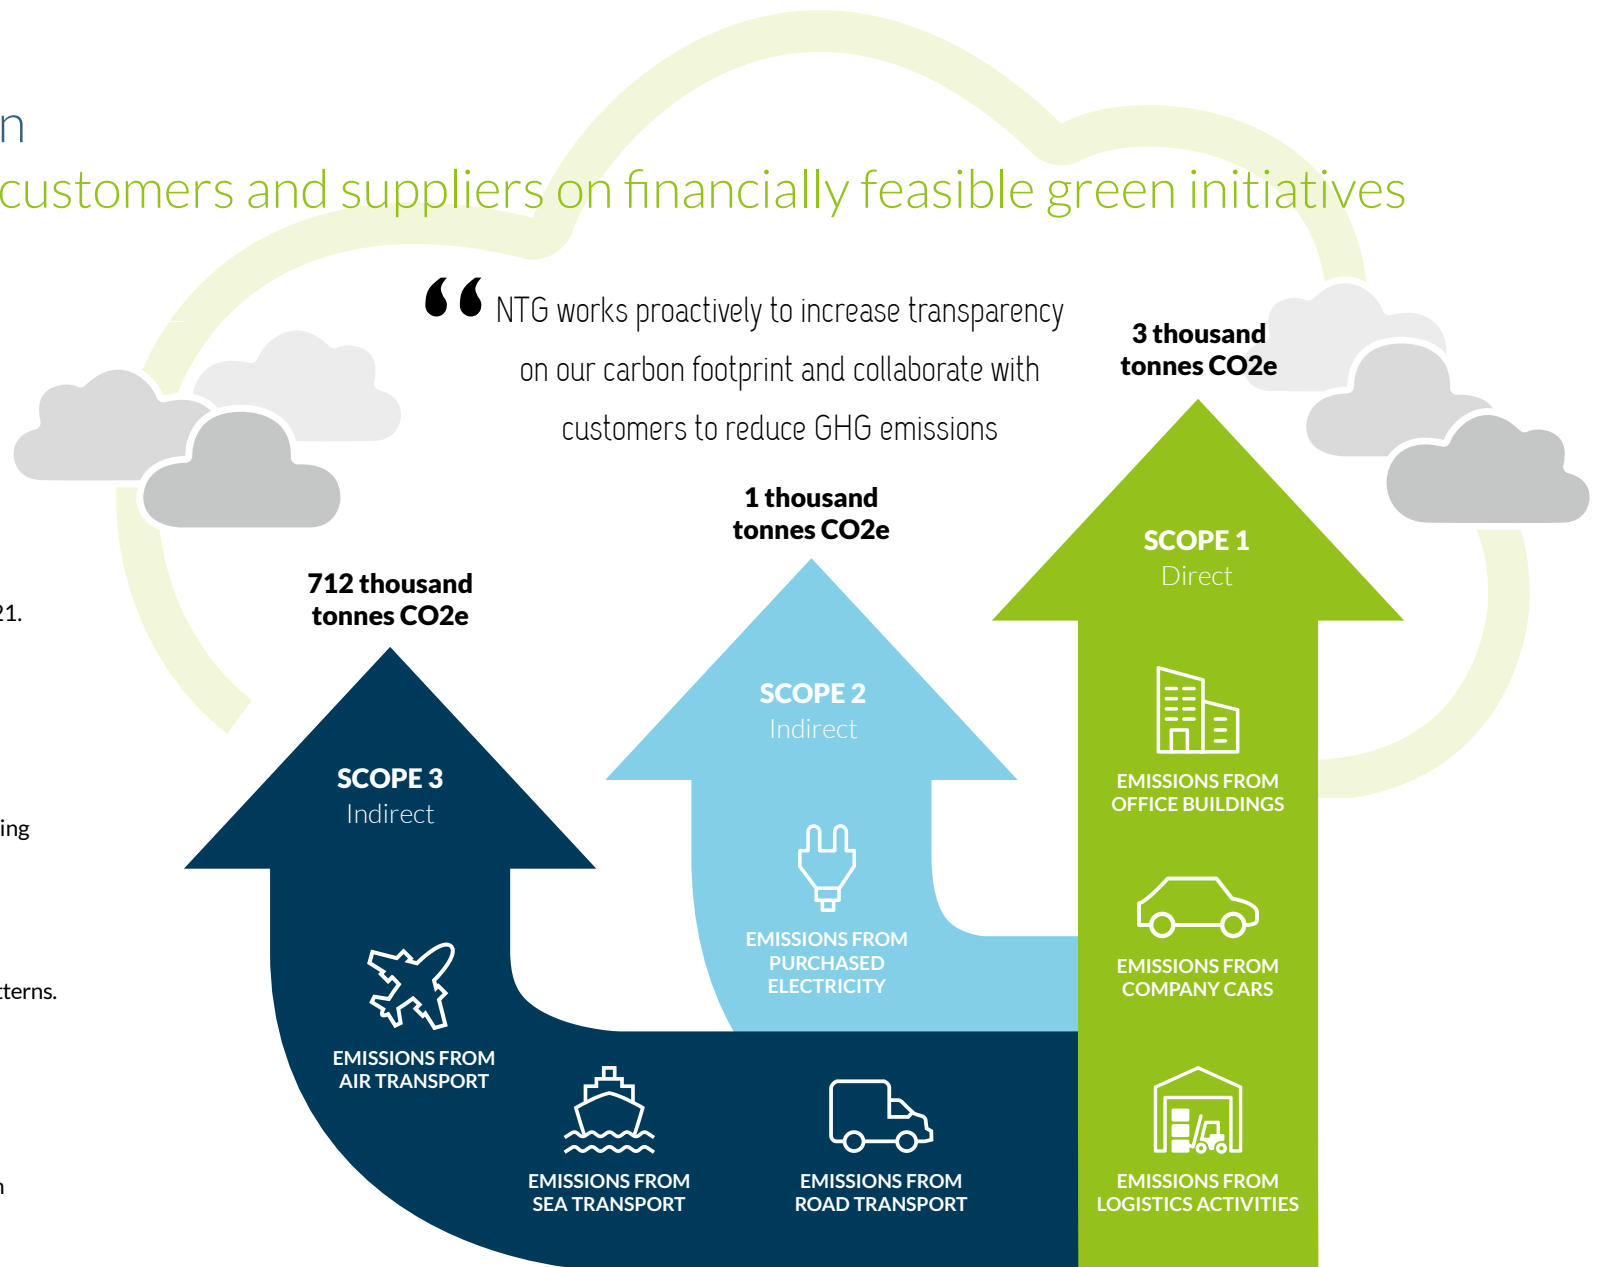 n
customers and suppliers on financially feasible green initiatives
“ NTG works proactively to increase transparency
on our carbon footprint and collaborate with
customers to reduce GHG emissions
21.
ing
tterns.
n
712 thousand
tonnes CO2e
SCOPE 3
Indirect
EMISSIONS FROM
AIR TRANSPORT
EMISSIONS FROM
SEA TRANSPORT
EMISSIONS FROM
ROAD TRANSPORT
1 thousand
tonnes CO2e
SCOPE 2
Indirect
EMISSIONS FROM
PURCHASED
ELECTRICITY
3 thousand
tonnes CO2e
SCOPE 1
Direct
EMISSIONS FROM
OFFICE BUILDINGS
EMISSIONS FROM
COMPANY CARS
EMISSIONS FROM
LOGISTICS ACTIVITIES